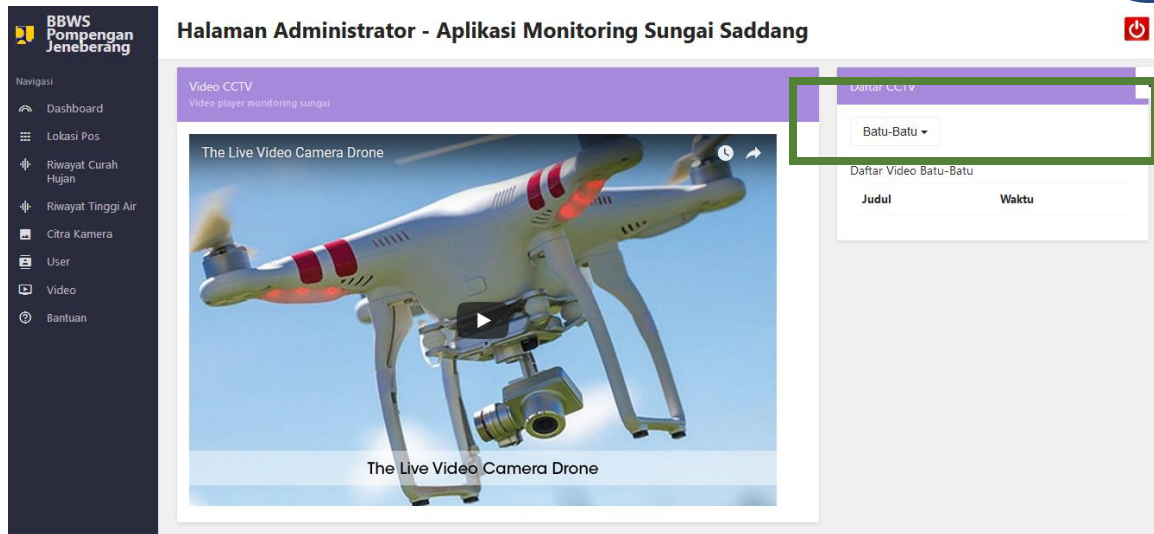 BBWS
Pompengan
Jeneberang
Halaman Administrator - Aplikasi Monitoring Sungai Saddang
Navigasi
Dashboard
Lokasi Pos
Riwayat Curah
Hujan
Riwayat Tinggi Air
Citra Kamera
User
Video
Bantuan
Video CCTV
Video player monitoring sungai
The Live Video Camera Drone
The Live Video Camera Drone
Daftar CCTV
Batu-Batu
Daftar Video Batu-Batu
Judul Waktu